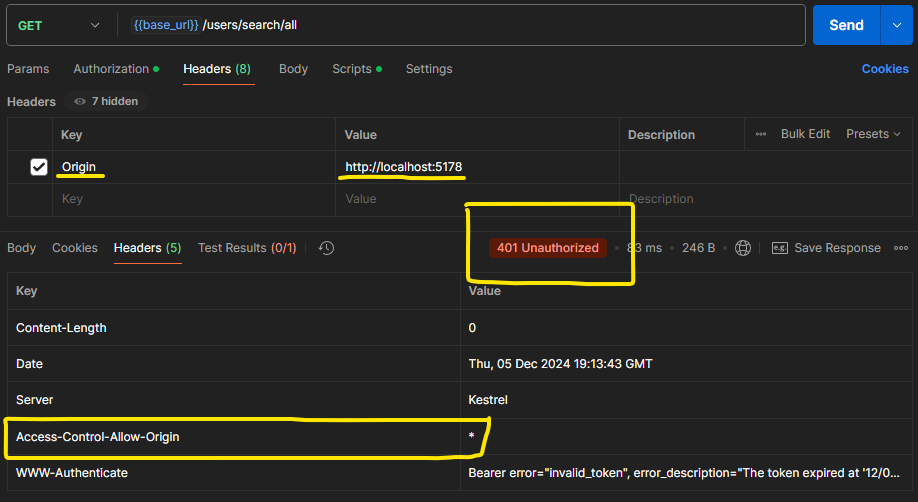 GET {{base_url}} /users/search/all Send
Params Authorization Headers (8) Body Scripts Settings Cookies
Headers 7 hidden
Key Value Description Bulk Edit Presets
Origin http://localhost:5178
Key Value Description
Body Cookies Headers (5) Test Results (0/1) 401 Unauthorized 83 ms 246 B e.g. Save Response
Key Value
Content-Length 0
Date Thu, 05 Dec 2024 19:13:43 GMT
Server Kestrel
Access-Control-Allow-Origin *
WWW-Authenticate Bearer error="invalid_token", error_description="The token expired at '12/0...